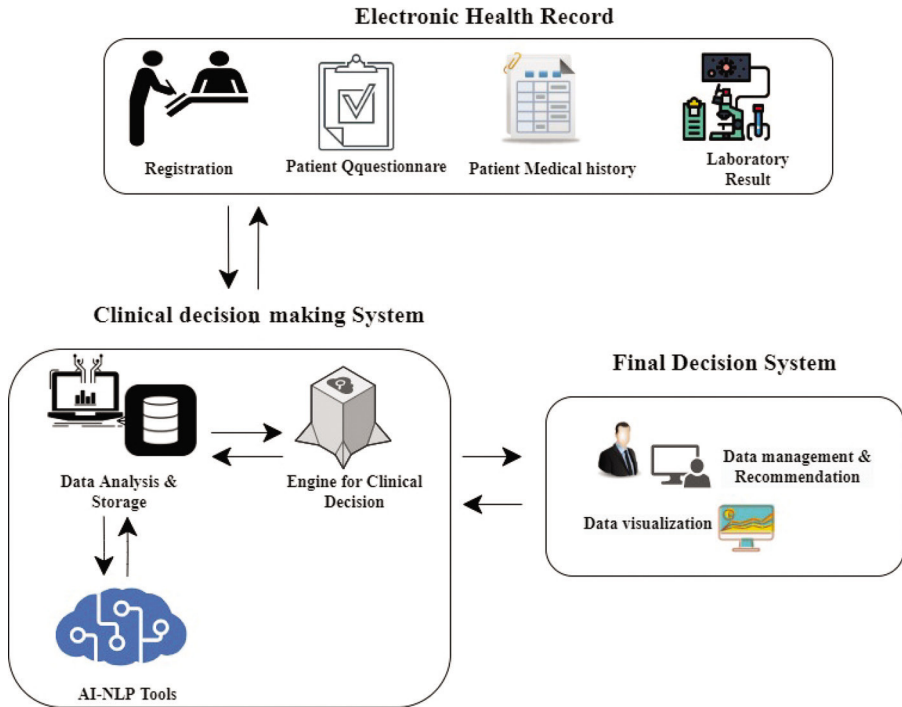 Electronic Health Record
Registration
Patient Qquestionnare
Patient Medical history
Laboratory
Result
Clinical decision making System
Data Analysis &
Storage
Engine for Clinical
Decision
AI-NLP Tools
Final Decision System
Data management &
Recommendation
Data visualization